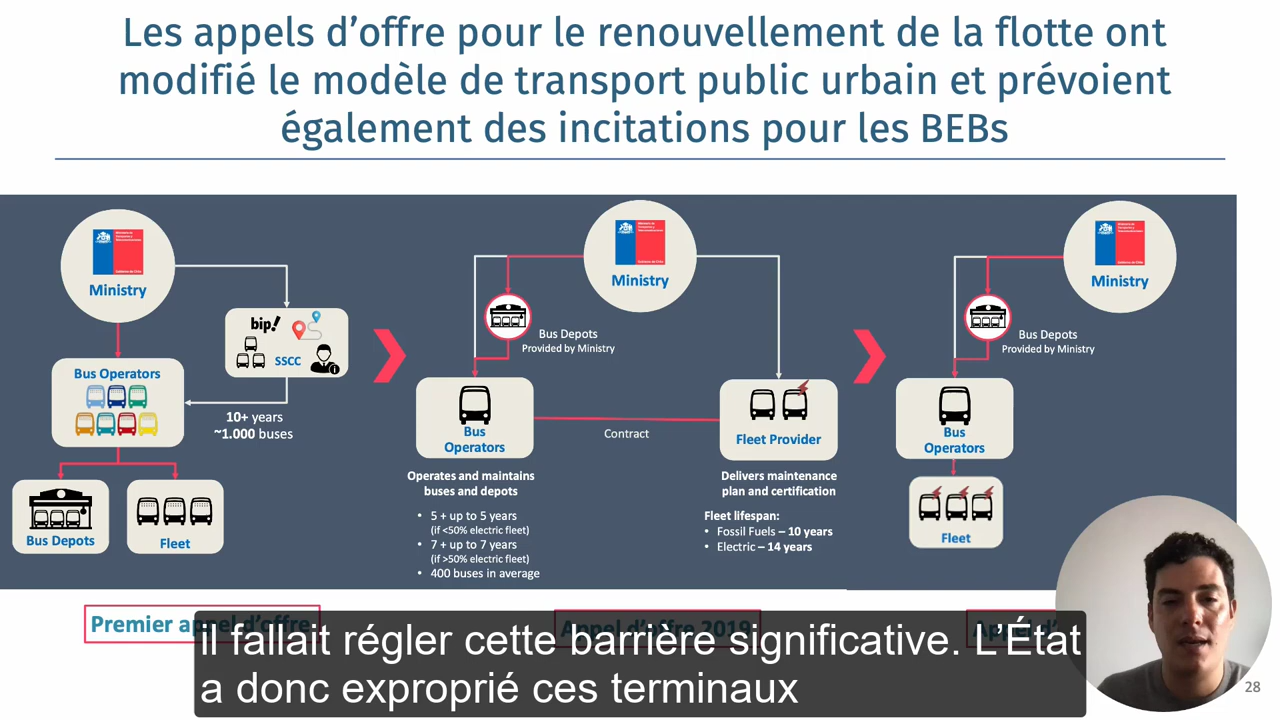 Les appels d’offre pour le renouvellement de la flotte ont
modifié le modèle de transport public urbain et prévoient
également des incitations pour les BEBs
Ministry
bip!
SSCC
Bus Operators
10+ years
~1.000 buses
Bus Depots
Fleet
Ministry
Bus Depots
Provided by Ministry
Bus
Operators
Contract
Fleet Provider
Operates and maintains
buses and depots
• 5 + up to 5 years
(if <50% electric fleet)
• 7 + up to 7 years
(if >50% electric fleet)
• 400 buses in average
Delivers maintenance
plan and certification
Fleet lifespan:
• Fossil Fuels – 10 years
• Electric – 14 years
Ministry
Bus Depots
Provided by Ministry
Bus
Operators
Fleet
Premier appel d’offre
Appel d’offre 2019
Appel d’
Il fallait régler cette barrière significative. L’État
a donc exproprié ces terminaux
28